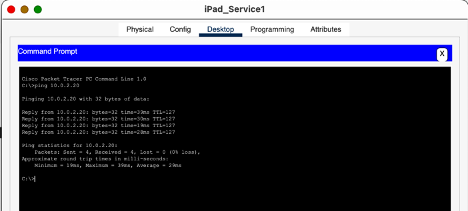 iPad_Service1
Physical Config Desktop Programming Attributes
Command Prompt
X
Cisco Packet Tracer PC Command Line 1.0
C:\>ping 10.0.2.20
Pinging 10.0.2.20 with 32 bytes of data:
Reply from 10.0.2.20: bytes=32 time=39ms TTL=127
Reply from 10.0.2.20: bytes=32 time=30ms TTL=127
Reply from 10.0.2.20: bytes=32 time=19ms TTL=127
Reply from 10.0.2.20: bytes=32 time=28ms TTL=127
Ping statistics for 10.0.2.20:
Packets: Sent = 4, Received = 4, Lost = 0 (0% loss),
Approximate round trip times in milli-seconds:
Minimum = 19ms, Maximum = 39ms, Average = 29ms
C:\>